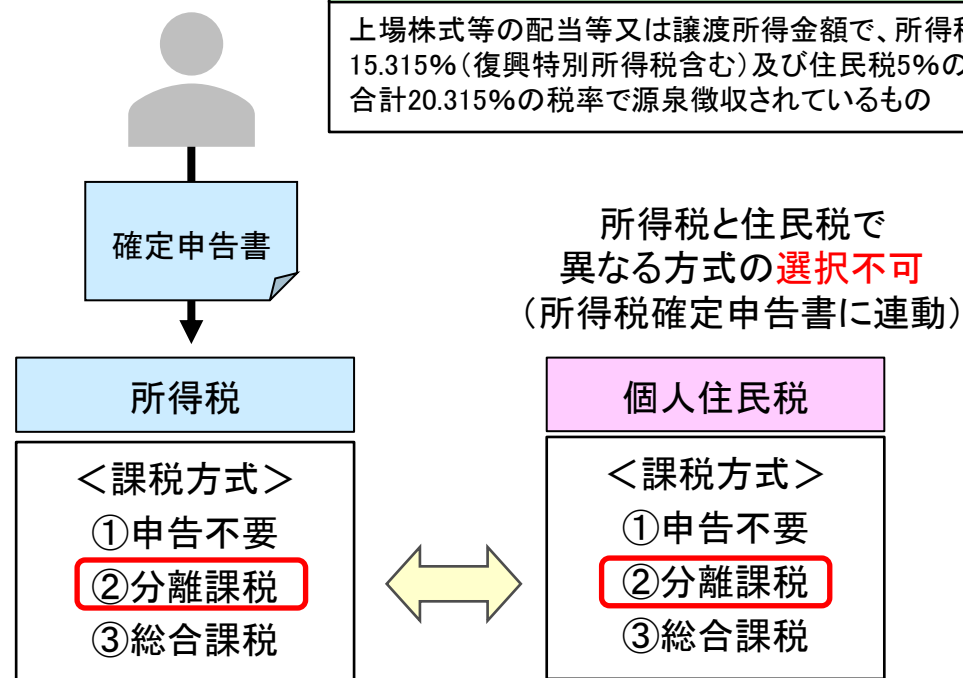 上場株式等の配当等又は譲渡所得金額で、所得税
15.315%（復興特別所得税含む）及び住民税5%の
合計20.315%の税率で源泉徴収されているもの
確定申告書
所得税と住民税で
異なる方式の選択不可
（所得税確定申告書に連動）
所得税
＜課税方式＞
①申告不要
②分離課税
③総合課税
個人住民税
＜課税方式＞
①申告不要
②分離課税
③総合課税